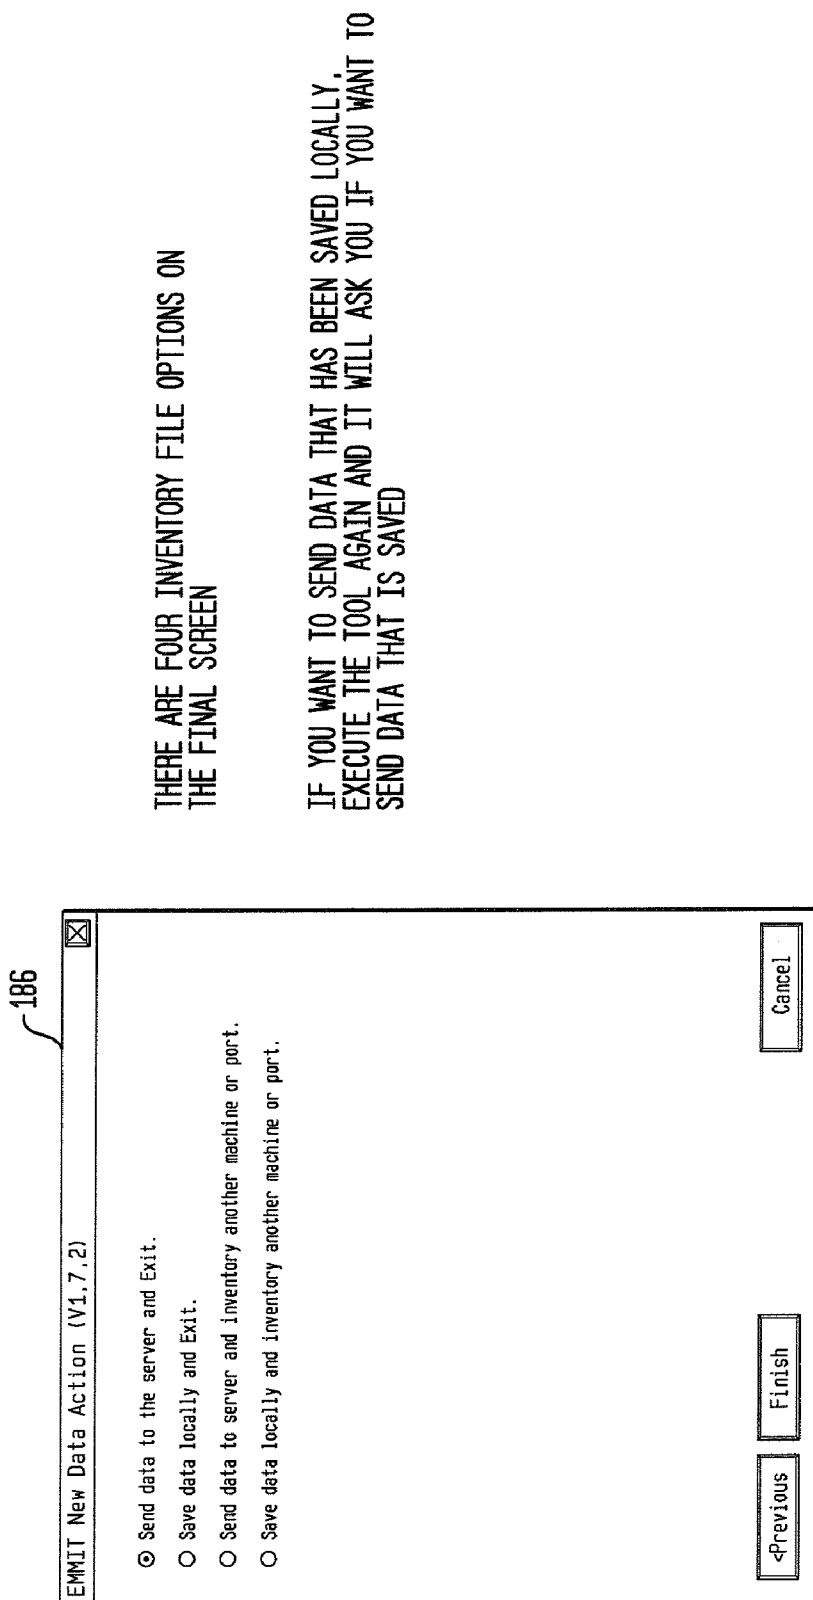 186
EMMIT New Data Action (V1,7,2)
Send data to the server and Exit.
Save data locally and Exit.
Send data to server and inventory another machine or port.
Save data locally and inventory another machine or port.
<Previous
Finish
Cancel
THERE ARE FOUR INVENTORY FILE OPTIONS ON
THE FINAL SCREEN
IF YOU WANT TO SEND DATA THAT HAS BEEN SAVED LOCALLY,
EXECUTE THE TOOL AGAIN AND IT WILL ASK YOU IF YOU WANT TO
SEND DATA THAT IS SAVED